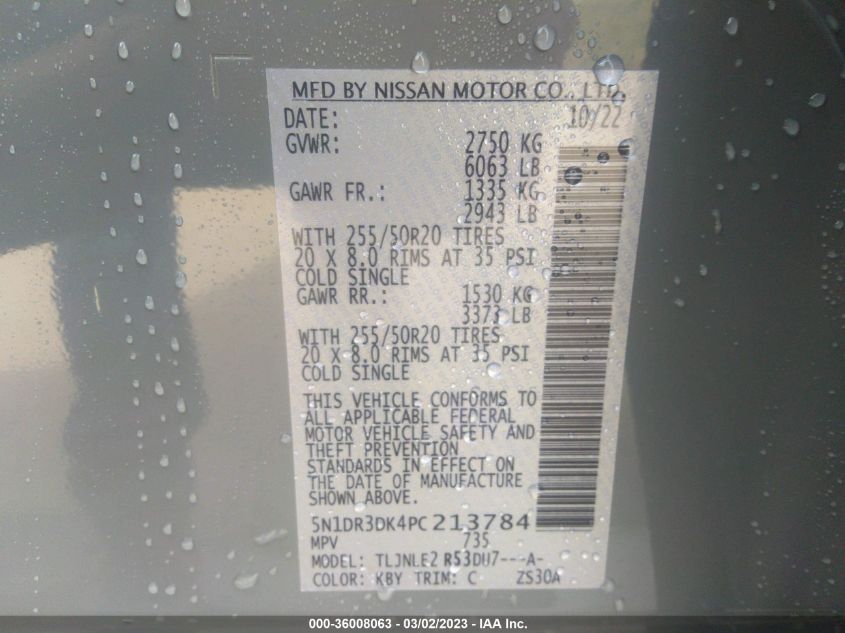 MFD BY NISSAN MOTOR CO., LTD.
DATE: 10/22
GVWR: 2750 KG
6063 LB
GAWR FR.: 1335 KG
2943 LB
WITH 255/50R20 TIRES
20 X 8.0 RIMS AT 35 PSI
COLD SINGLE
GAWR RR.: 1530 KG
3373 LB
WITH 255/50R20 TIRES
20 X 8.0 RIMS AT 35 PSI
COLD SINGLE
THIS VEHICLE CONFORMS TO
ALL APPLICABLE FEDERAL
MOTOR VEHICLE SAFETY AND
THEFT PREVENTION
STANDARDS IN EFFECT ON
THE DATE OF MANUFACTURE
SHOWN ABOVE.
5N1DR3DK4PC213784
MPV 735
MODEL: TLJNLE2 R53DU7---A-
COLOR: KBY TRIM: C ZS30A
000-36008063 - 03/02/2023 - IAA Inc.